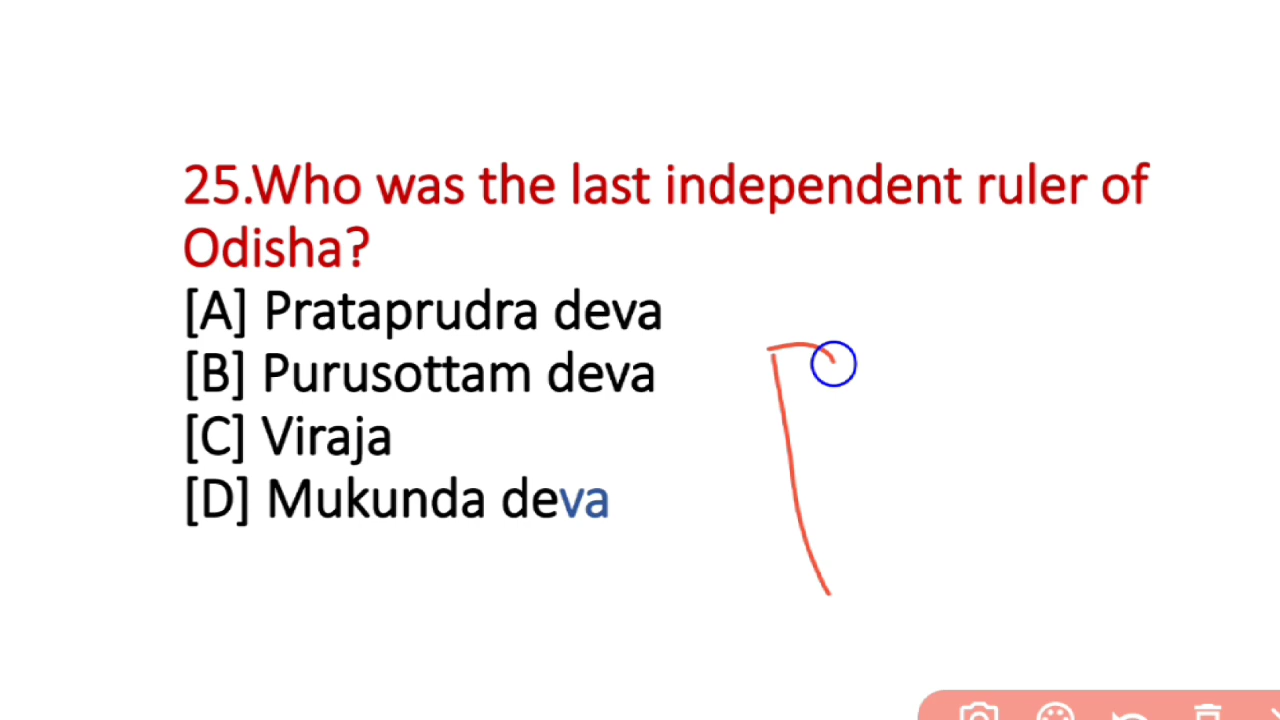 25.Who was the last independent ruler of
Odisha?
[A] Prataprudra deva
[B] Purusottam deva
[C] Viraja
[D] Mukunda deva